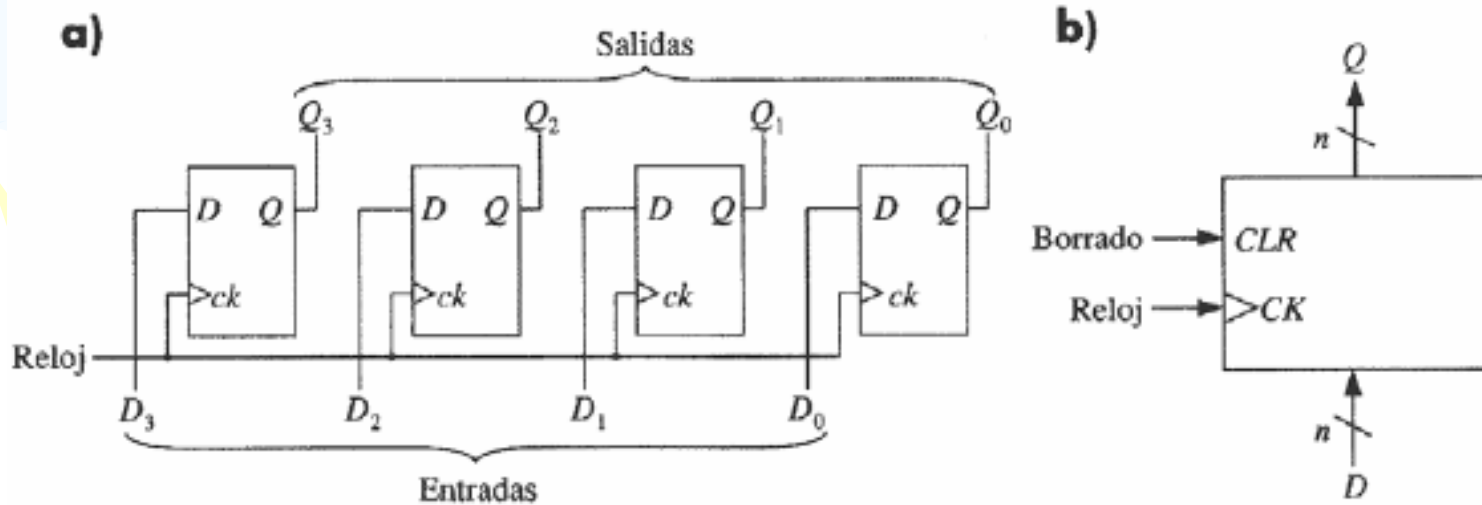 a)
Salidas
Q3 Q2 Q1 Q0
D Q D Q D Q D Q
ck ck ck ck
Reloj
D3 D2 D1 D0
Entradas
b)
Q
n
Borrado CLR
Reloj CK
n
D